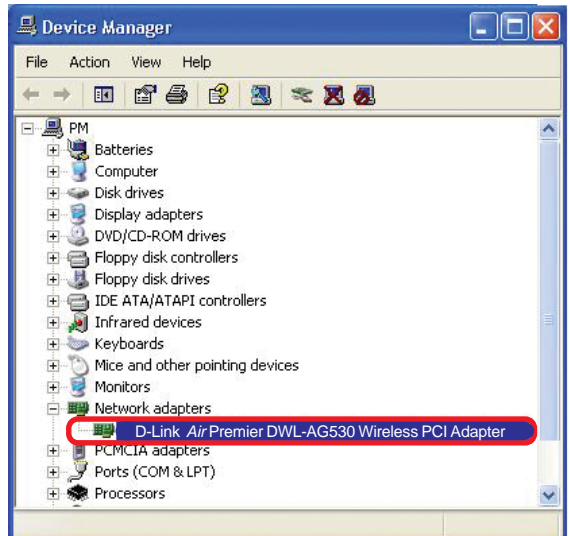 Device Manager
File Action View Help
PM
Batteries
Computer
Disk drives
Display adapters
DVD/CD-ROM drives
Floppy disk controllers
Floppy disk drives
IDE ATA/ATAPI controllers
Infrared devices
Keyboards
Mice and other pointing devices
Monitors
Network adapters
D-Link AirPremier DWL-AG530 Wireless PCI Adapter
PCMCIA adapters
Ports (COM & LPT)
Processors